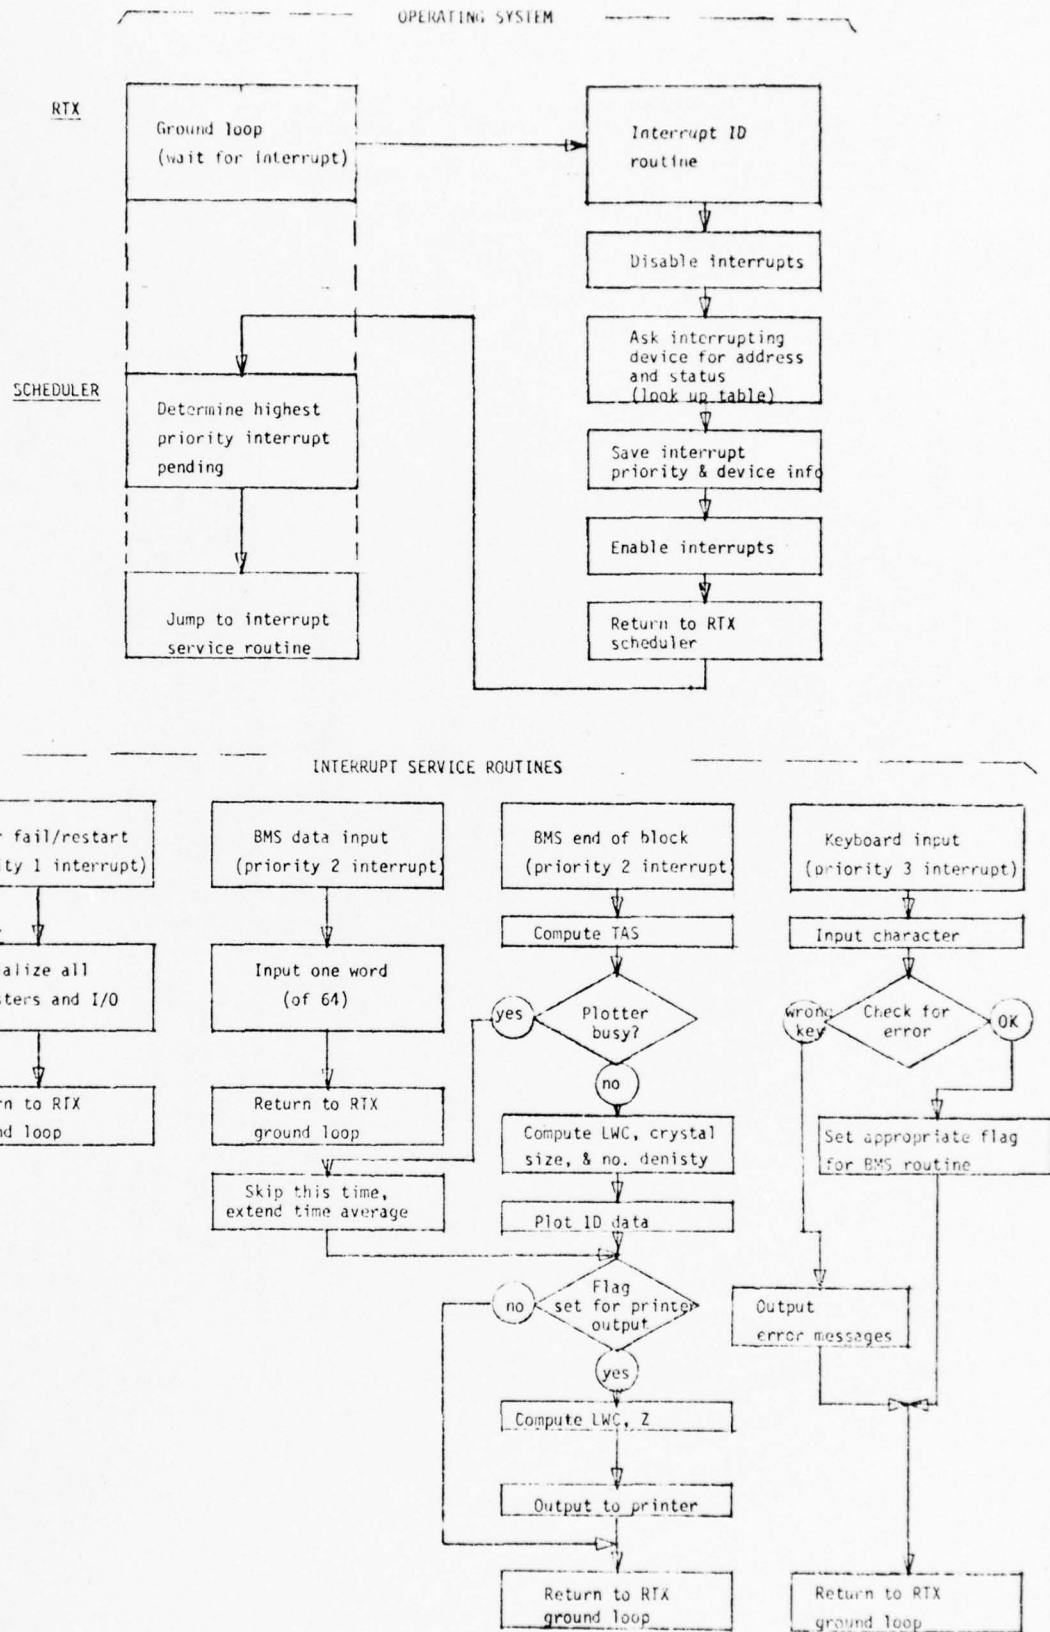 OPERATING SYSTEM
RTX
Ground loop
(wait for interrupt)
Interrupt ID
routine
Disable interrupts
Ask interrupting
device for address
and status
(look up table)
SCHEDULER
Determine highest
priority interrupt
pending
Save interrupt
priority & device info
Enable interrupts
Jump to interrupt
service routine
Return to RTX
scheduler
INTERRUPT SERVICE ROUTINES
fail/restart
1 interrupt)
all
and I/O
to RTX
loop
BMS data input
(priority 2 interrupt)
Input one word
(of 64)
Return to RTX
ground loop
Skip this time,
extend time average
BMS end of block
(priority 2 interrupt)
Compute TAS
Plotter
busy?
yes
no
Compute LWC, crystal
size, & no. denisty
Plot 1D data
Flag
set for printer
output
no
yes
Compute LWC, Z
Output to printer
Return to RTX
ground loop
Keyboard input
(priority 3 interrupt)
Input character
Check for
error
wrong
key
OK
Set appropriate flag
for BMS routine
Output
error messages
Return to RTX
ground loop